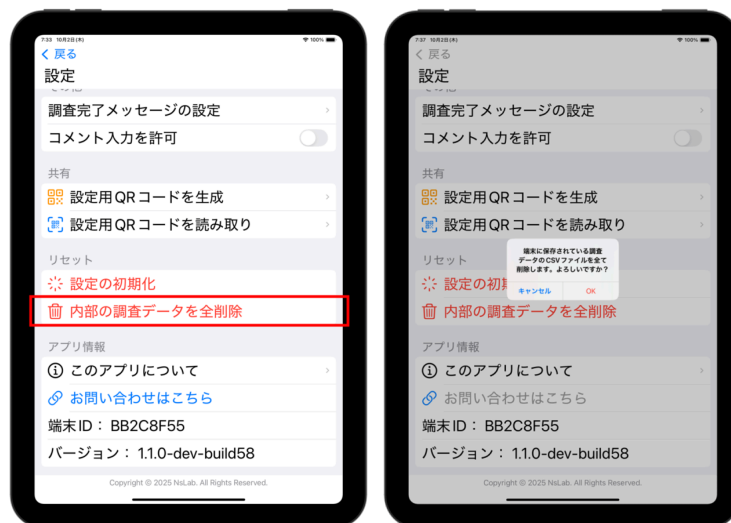 7:33 10月2日(木)
100%
戻る
設定
その他
調査完了メッセージの設定
コメント入力を許可
共有
設定用QRコードを生成
設定用QRコードを読み取り
リセット
設定の初期化
内部の調査データを全削除
アプリ情報
このアプリについて
お問い合わせはこちら
端末ID： BB2C8F55
バージョン： 1.1.0-dev-build58
Copyright © 2025 NsLab. All Rights Reserved.
7:37 10月2日(木)
100%
戻る
設定
その他
調査完了メッセージの設定
コメント入力を許可
共有
設定用QRコードを生成
設定用QRコードを読み取り
リセット
設定の初期
端末に保存されている調査
データのCSVファイルを全て
削除します。よろしいですか？
キャンセル OK
内部の調査データを全削除
アプリ情報
このアプリについて
お問い合わせはこちら
端末ID： BB2C8F55
バージョン： 1.1.0-dev-build58
Copyright © 2025 NsLab. All Rights Reserved.